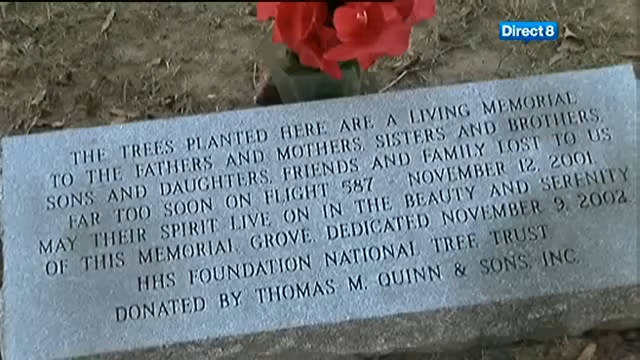 Direct 8
THE TREES PLANTED HERE ARE A LIVING MEMORIAL
TO THE FATHERS AND MOTHERS, SISTERS AND BROTHERS,
SONS AND DAUGHTERS, FRIENDS AND FAMILY LOST TO US
FAR TOO SOON ON FLIGHT 587 NOVEMBER 12, 2001.
MAY THEIR SPIRIT LIVE ON IN THE BEAUTY AND SERENITY
OF THIS MEMORIAL GROVE. DEDICATED NOVEMBER 9, 2002.
HHS FOUNDATION NATIONAL TREE TRUST
DONATED BY THOMAS M. QUINN & SONS, INC.